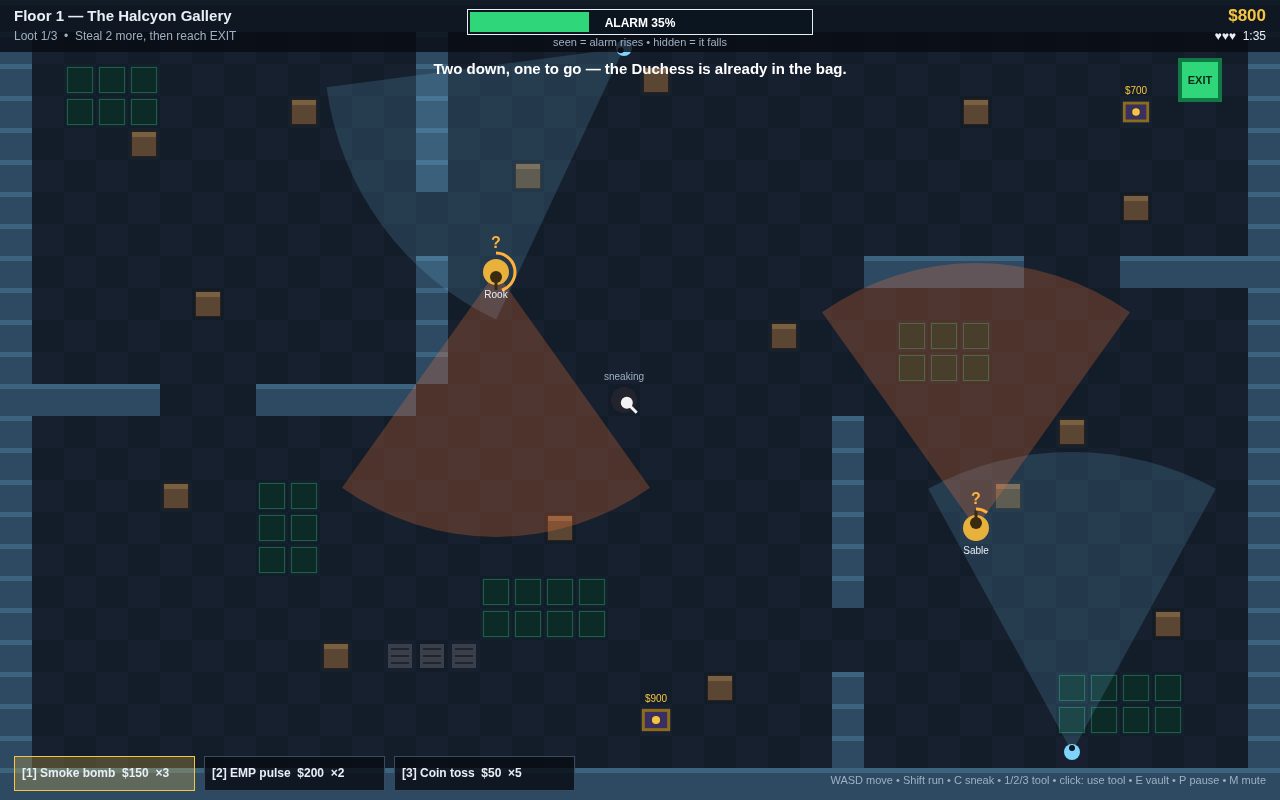 Floor 1 — The Halcyon Gallery
Loot 1/3 • Steal 2 more, then reach EXIT
ALARM 35%
seen = alarm rises • hidden = it falls
$800
♥♥♥ 1:35
Two down, one to go — the Duchess is already in the bag.
$700
EXIT
?
Rook
sneaking
?
Sable
$900
[1] Smoke bomb $150 ×3
[2] EMP pulse $200 ×2
[3] Coin toss $50 ×5
WASD move • Shift run • C sneak • 1/2/3 tool • click: use tool • E vault • P pause • M mute